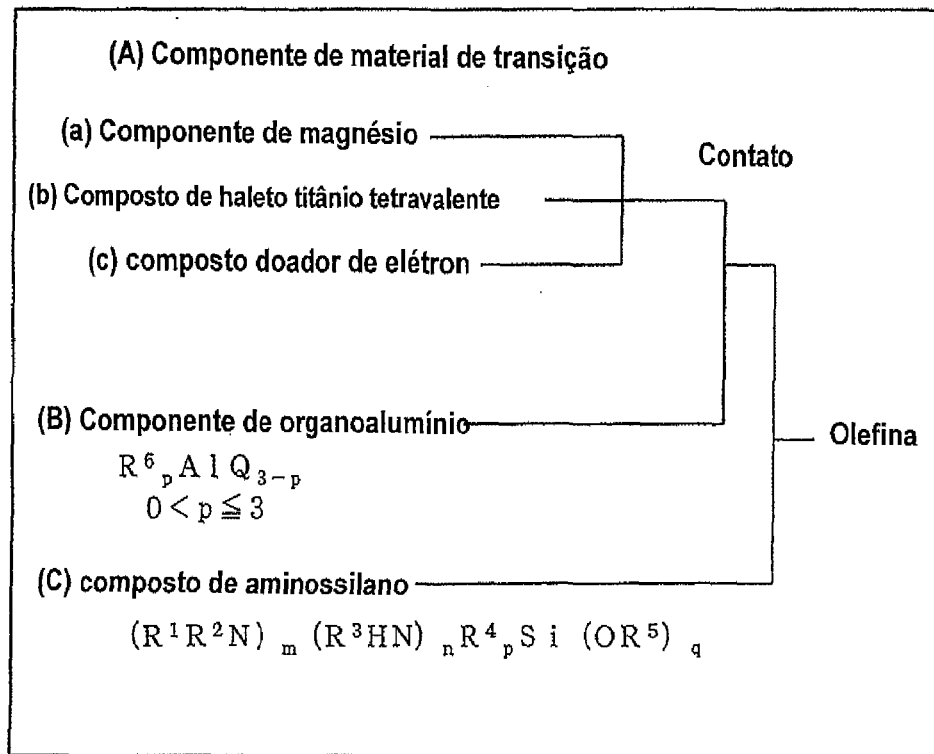 (A) Componente de material de transição
(a) Componente de magnésio
Contato
(b) Composto de haleto titânio tetravalente
(c) composto doador de elétron
(B) Componente de organoalumínio
Olefina
R⁶ₚAlQ₃₋ₚ
0<p≦3
(C) composto de aminossilano
(R¹R²N)ₘ(R³HN)ₙR⁴ₚSi(OR⁵)q